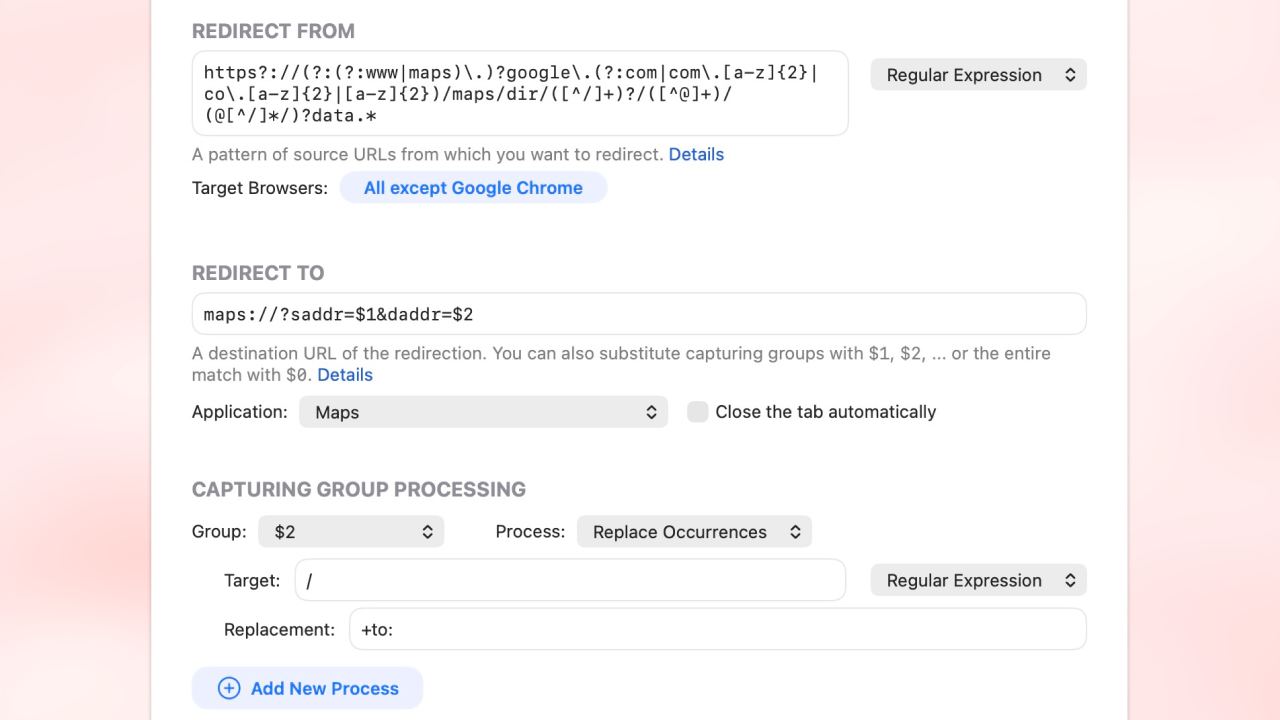 REDIRECT FROM
https?://(?:(?:www|maps)\.)?google\.(?:com|com\.[a-z]{2}|
co\.[a-z]{2}|[a-z]{2})/maps/dir/([^/]+)?/([^@]+)/
(@[^/]*/)?data.*
Regular Expression
A pattern of source URLs from which you want to redirect. Details
Target Browsers: All except Google Chrome
REDIRECT TO
maps://?saddr=$1&daddr=$2
A destination URL of the redirection. You can also substitute capturing groups with $1, $2, ... or the entire
match with $0. Details
Application: Maps Close the tab automatically
CAPTURING GROUP PROCESSING
Group: $2 Process: Replace Occurrences
Target: / Regular Expression
Replacement: +to:
Add New Process